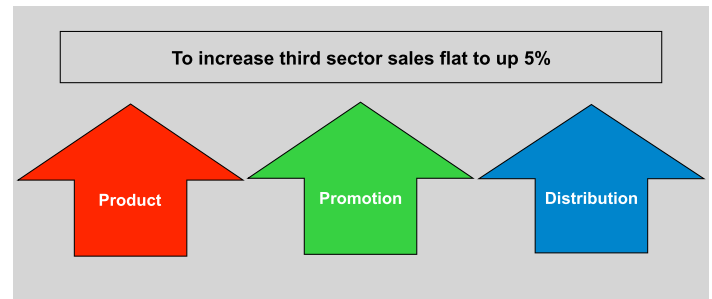 To increase third sector sales flat to up 5%
Product
Promotion
Distribution